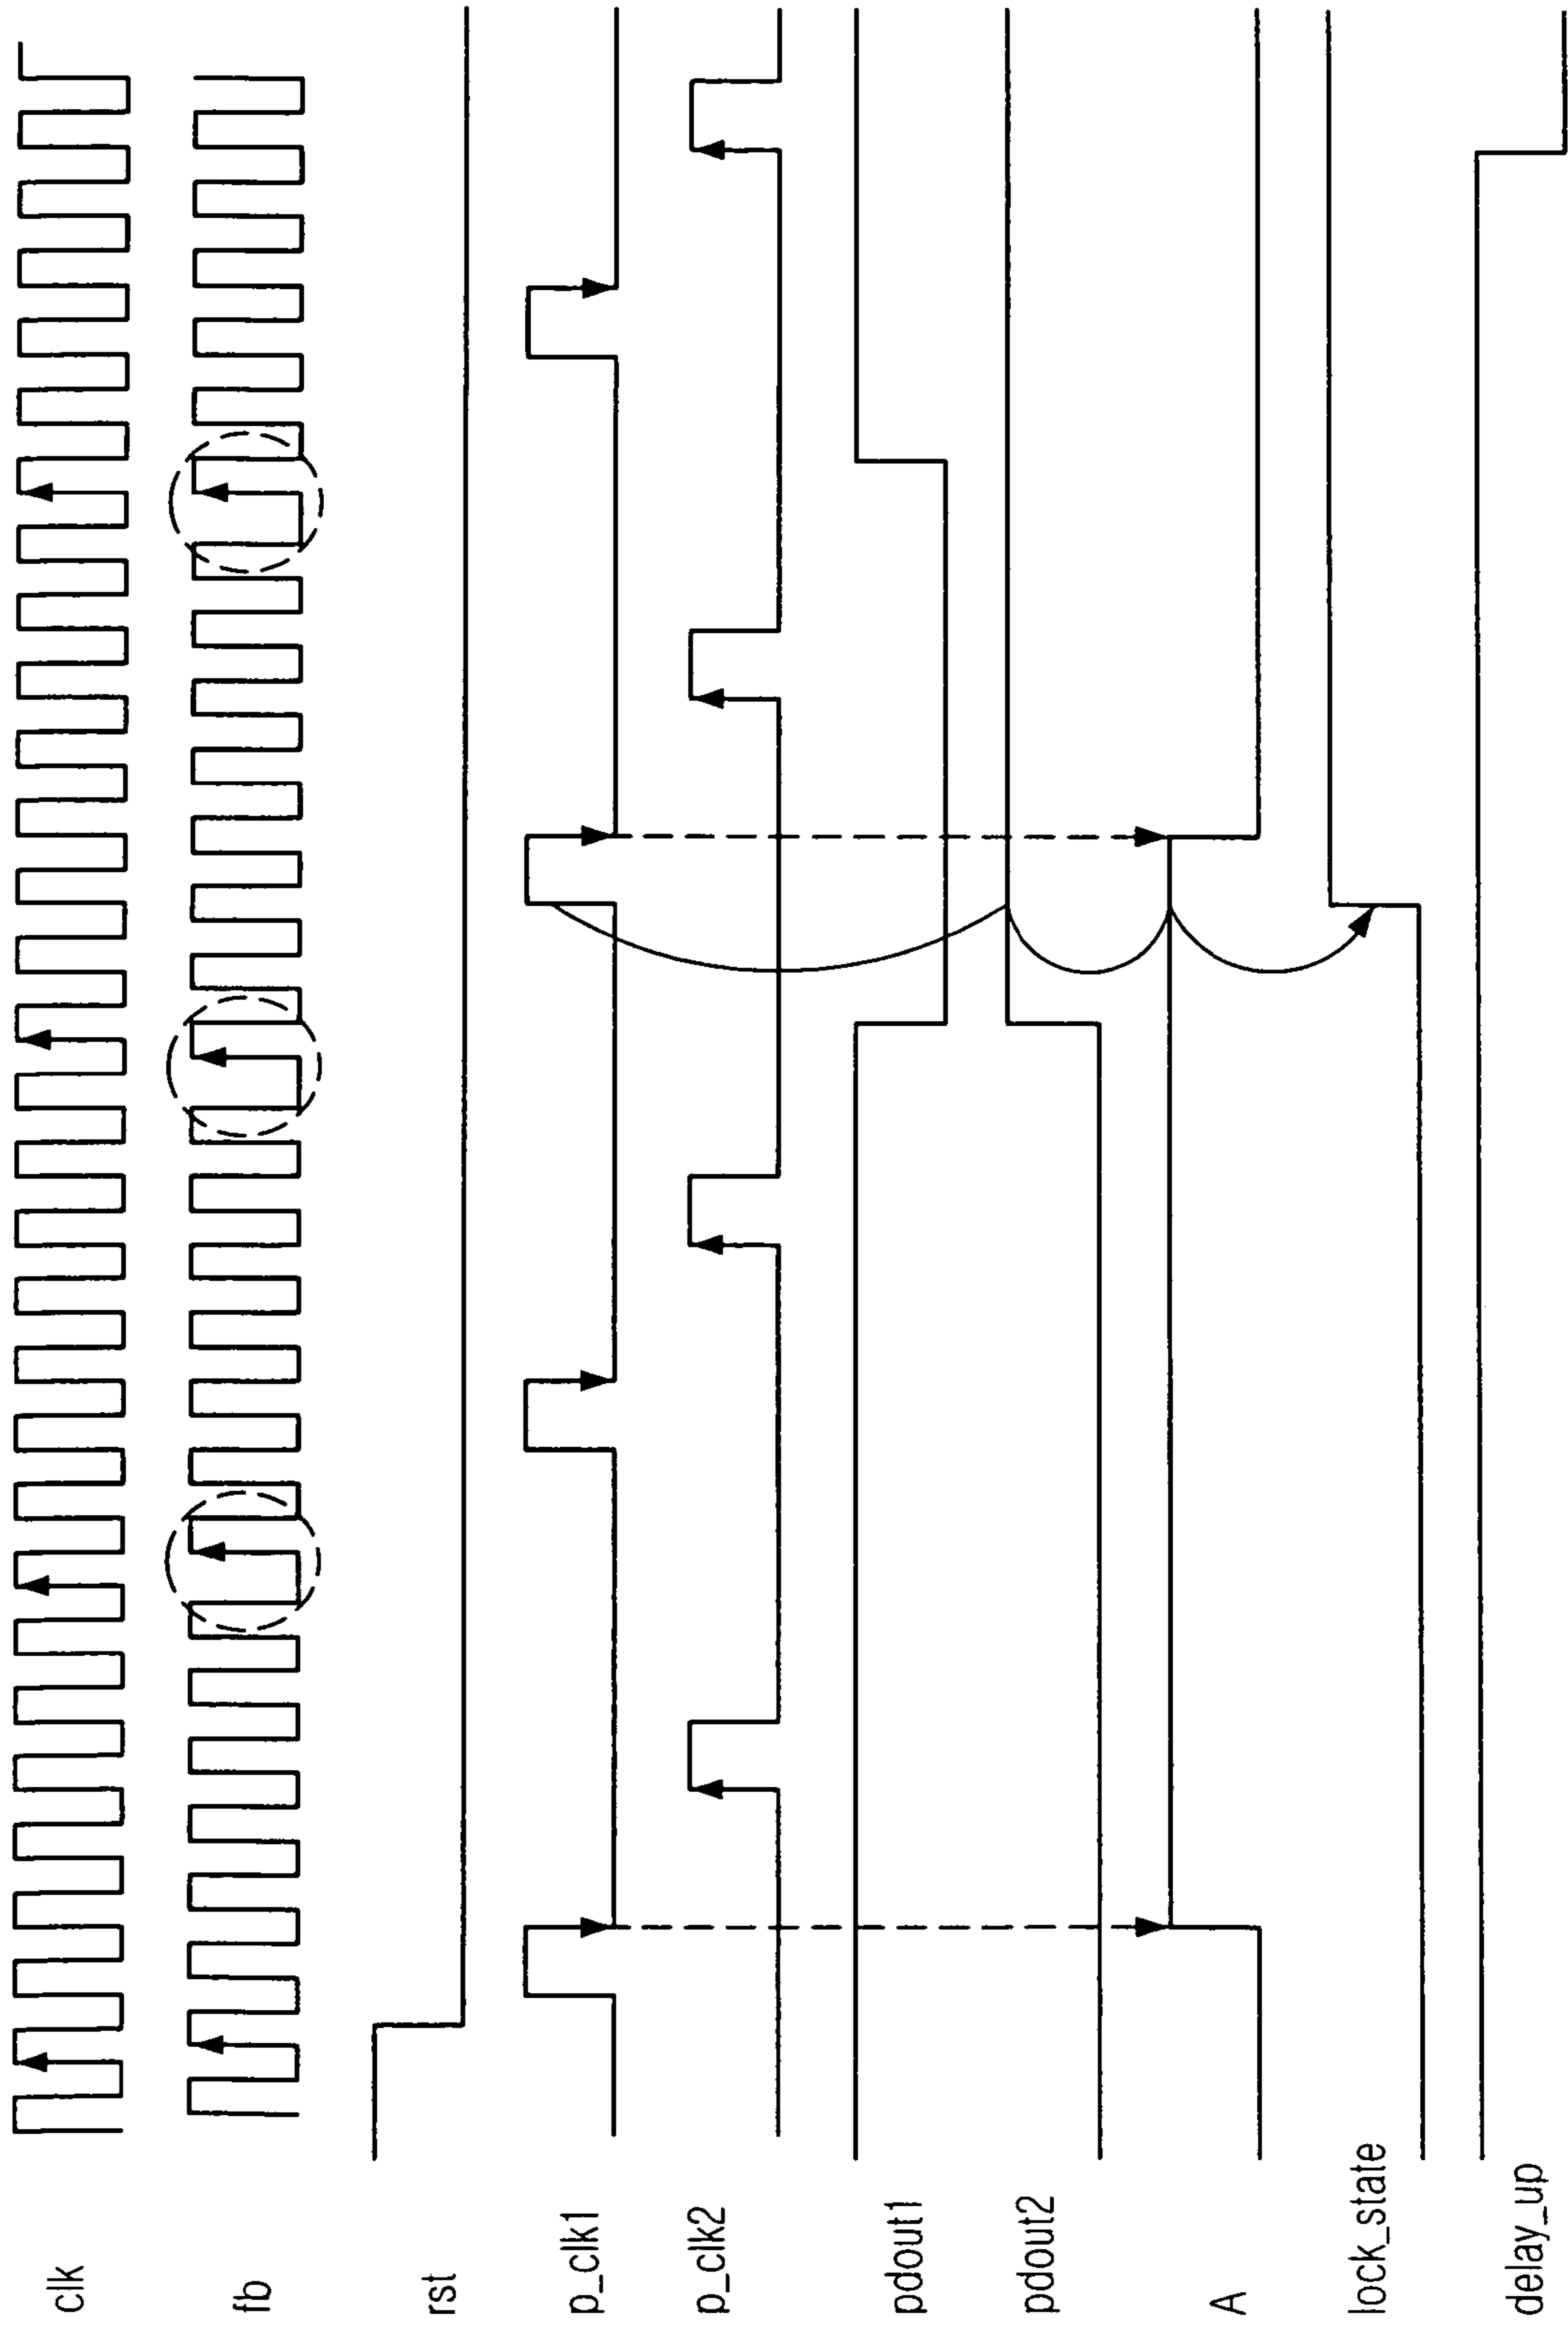 clk
fb
rst
p_clk1
p_clk2
pdout1
pdout2
A
lock_state
delay_up